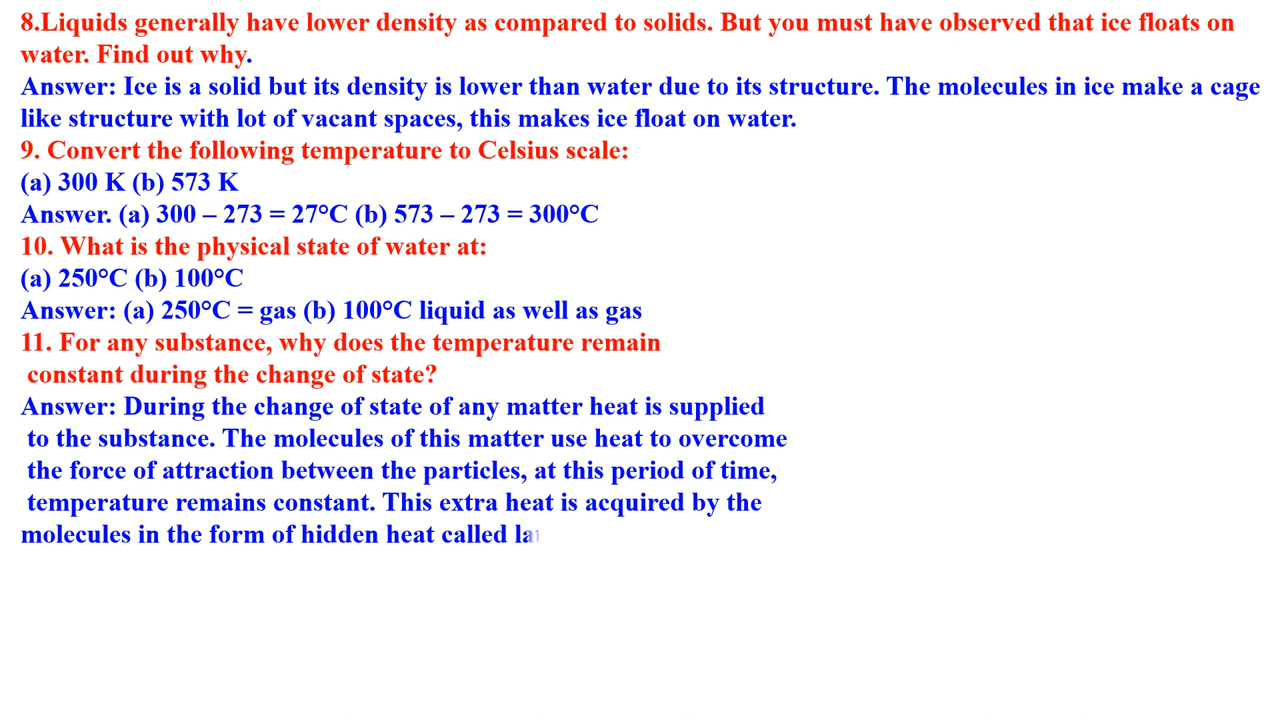 8.Liquids generally have lower density as compared to solids. But you must have observed that ice floats on
water. Find out why.
Answer: Ice is a solid but its density is lower than water due to its structure. The molecules in ice make a cage
like structure with lot of vacant spaces, this makes ice float on water.
9. Convert the following temperature to Celsius scale:
(a) 300 K (b) 573 K
Answer. (a) 300 – 273 = 27°C (b) 573 – 273 = 300°C
10. What is the physical state of water at:
(a) 250°C (b) 100°C
Answer: (a) 250°C = gas (b) 100°C liquid as well as gas
11. For any substance, why does the temperature remain
constant during the change of state?
Answer: During the change of state of any matter heat is supplied
to the substance. The molecules of this matter use heat to overcome
the force of attraction between the particles, at this period of time,
temperature remains constant. This extra heat is acquired by the
molecules in the form of hidden heat called lat